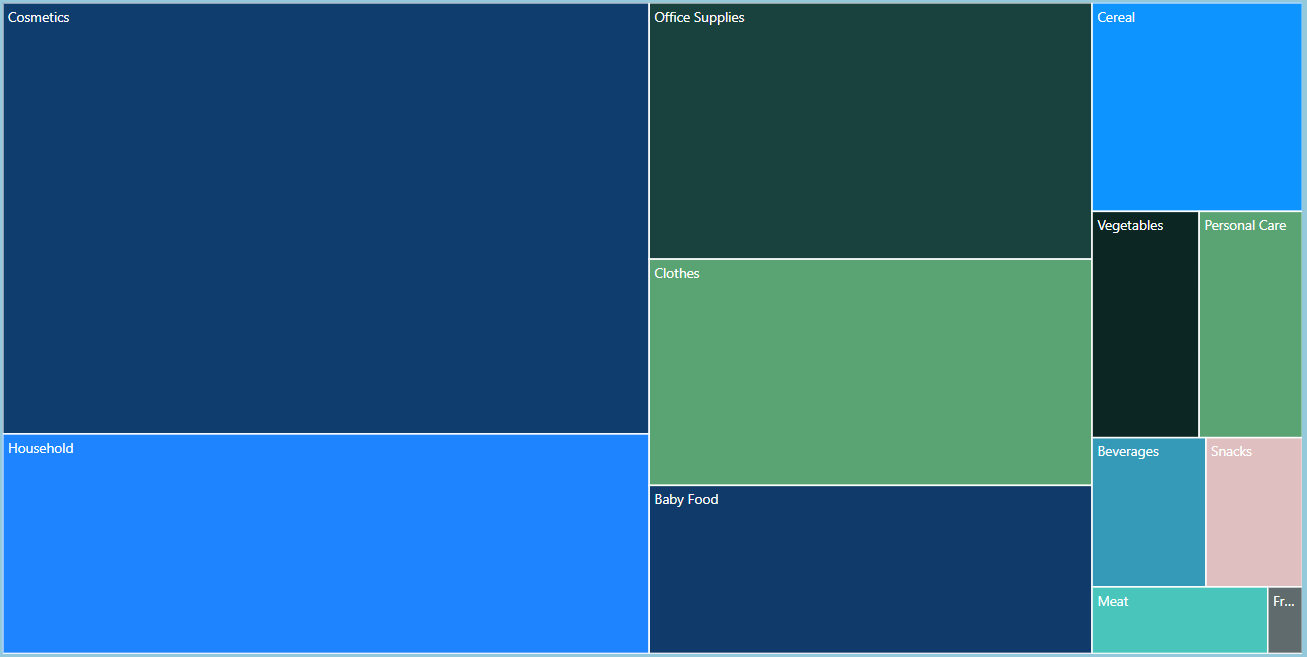 Cosmetics
Household
Office Supplies
Clothes
Baby Food
Cereal
Vegetables
Personal Care
Beverages
Snacks
Meat
Fr...